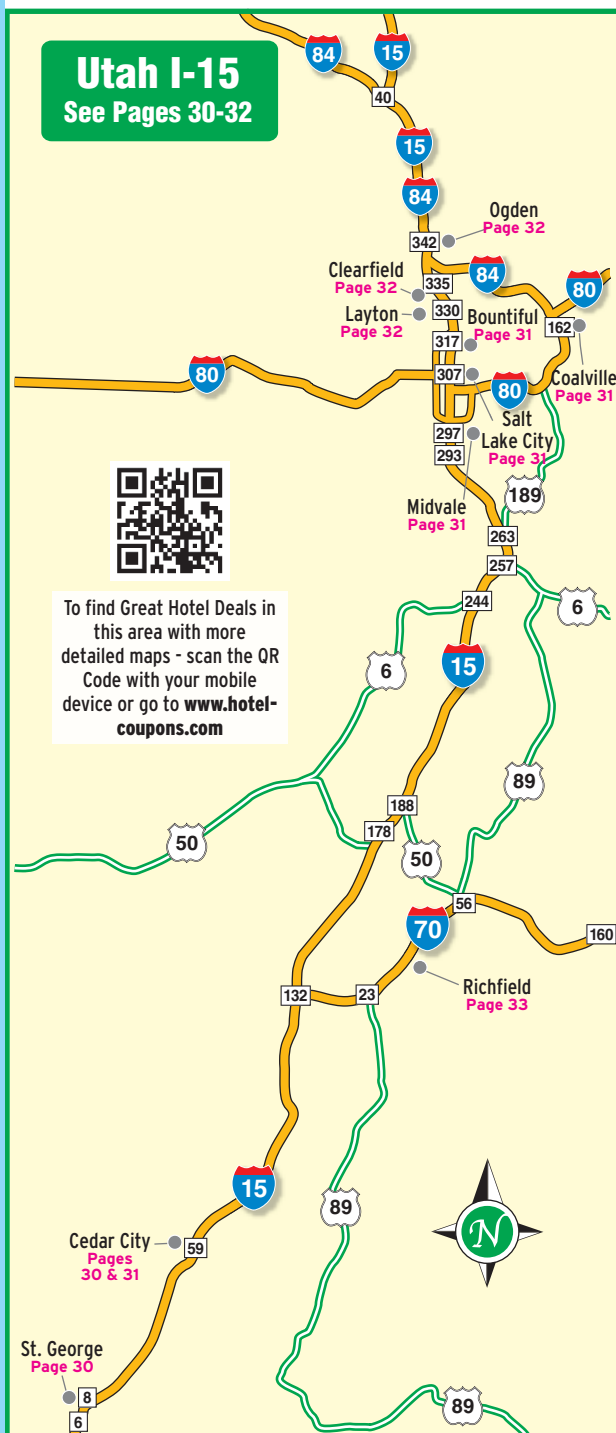 Utah I-15
See Pages 30-32
84
15
40
15
84
Ogden
Page 32
342
84
Clearfield
Page 32
335
80
Layton
Page 32
330
Bountiful
Page 31
317
162
Coalville
Page 31
80
307
80
Salt
Lake City
Page 31
297
293
Midvale
Page 31
189
263
257
244
6
6
15
To find Great Hotel Deals in
this area with more
detailed maps - scan the QR
Code with your mobile
device or go to www.hotel-
coupons.com
89
188
178
50
50
56
70
160
Richfield
Page 33
132
23
15
89
N
Cedar City
Pages
30 & 31
59
St. George
Page 30
8
6
89